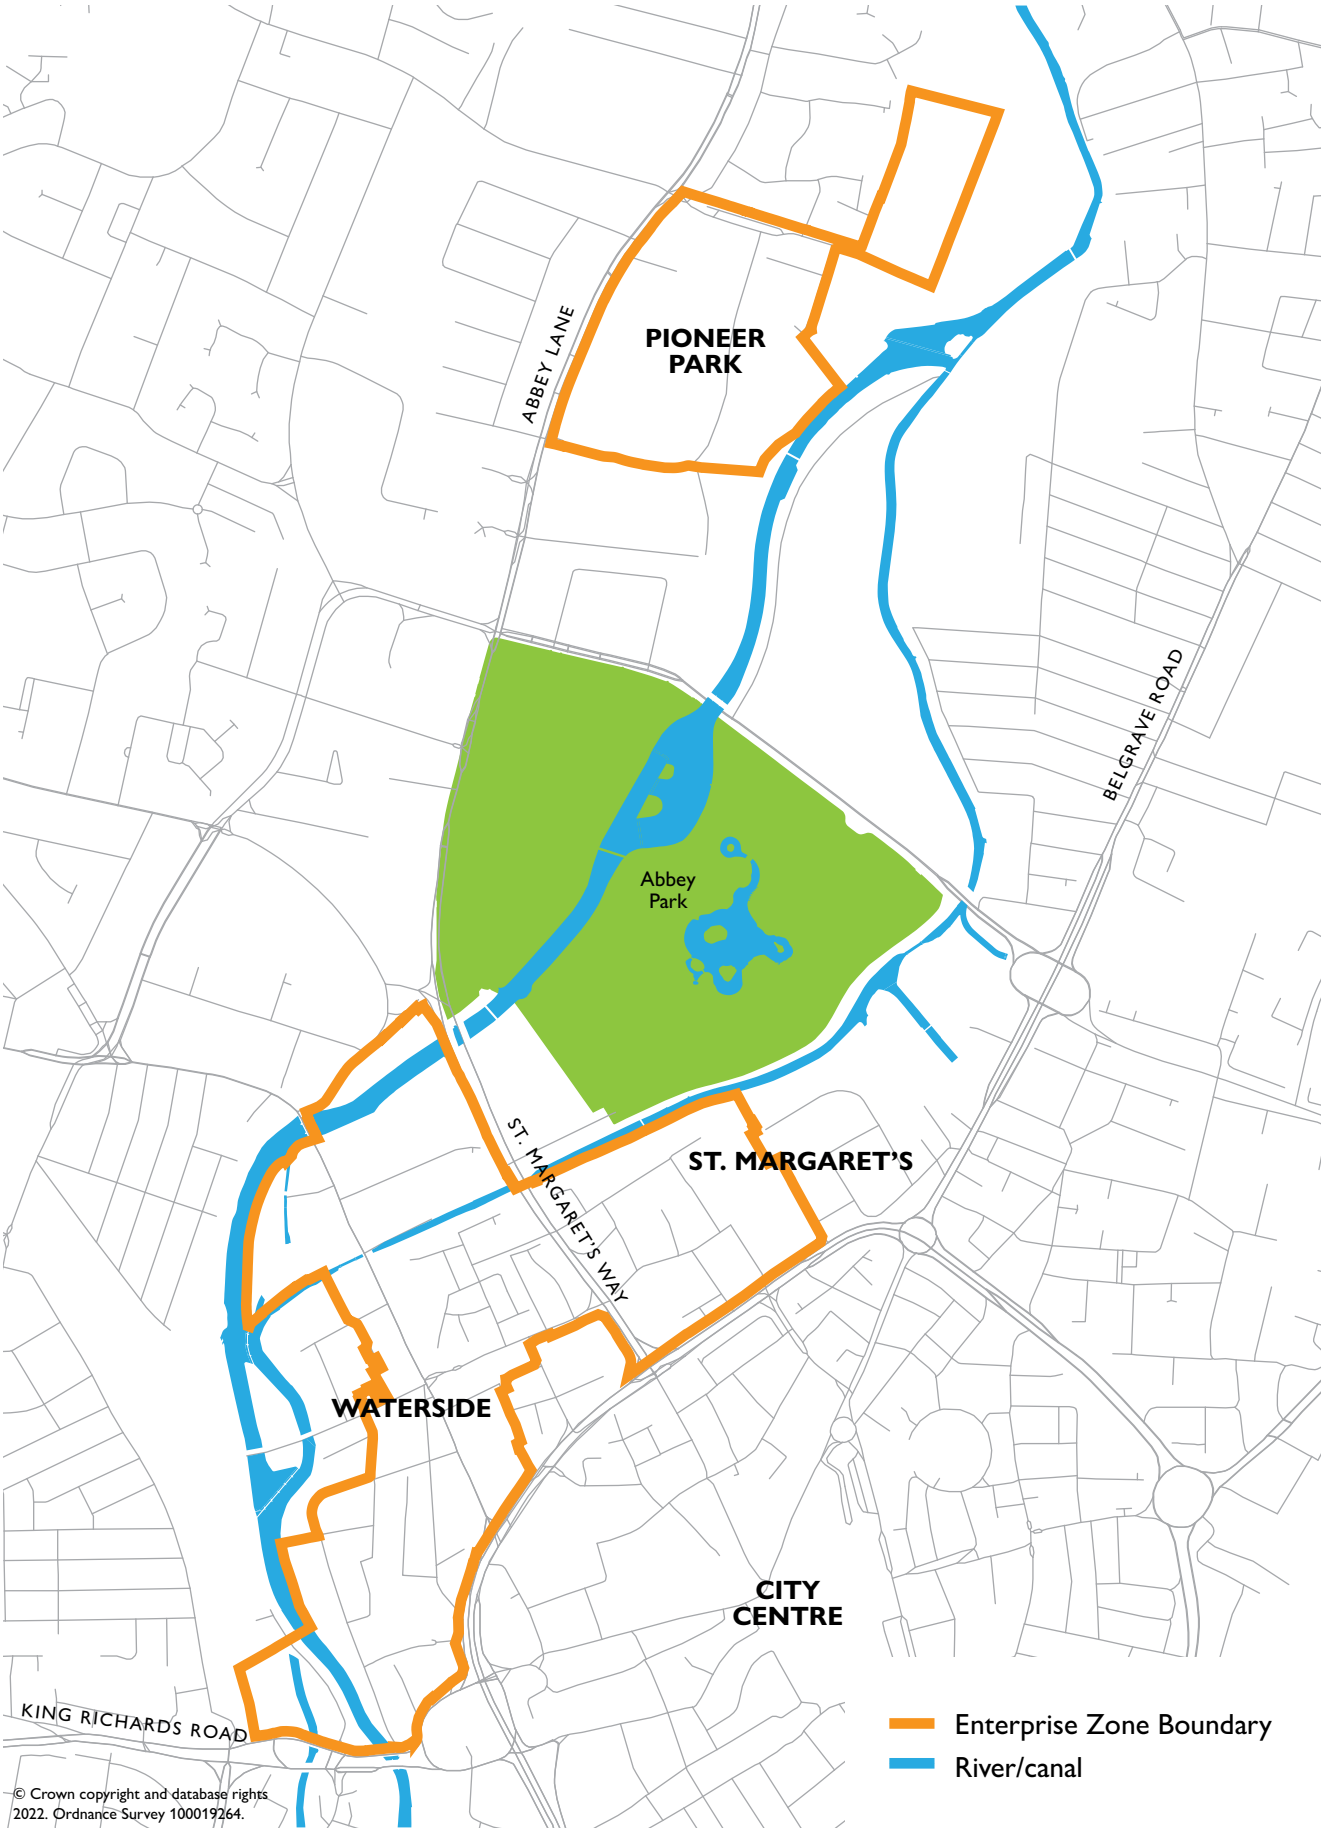 ABBEY LANE
PIONEER
PARK
BELGRAVE ROAD
Abbey
Park
ST. MARGARET'S WAY
ST. MARGARET'S
WATERSIDE
CITY
CENTRE
KING RICHARDS ROAD
Enterprise Zone Boundary
River/canal
© Crown copyright and database rights
2022. Ordnance Survey 100019264.